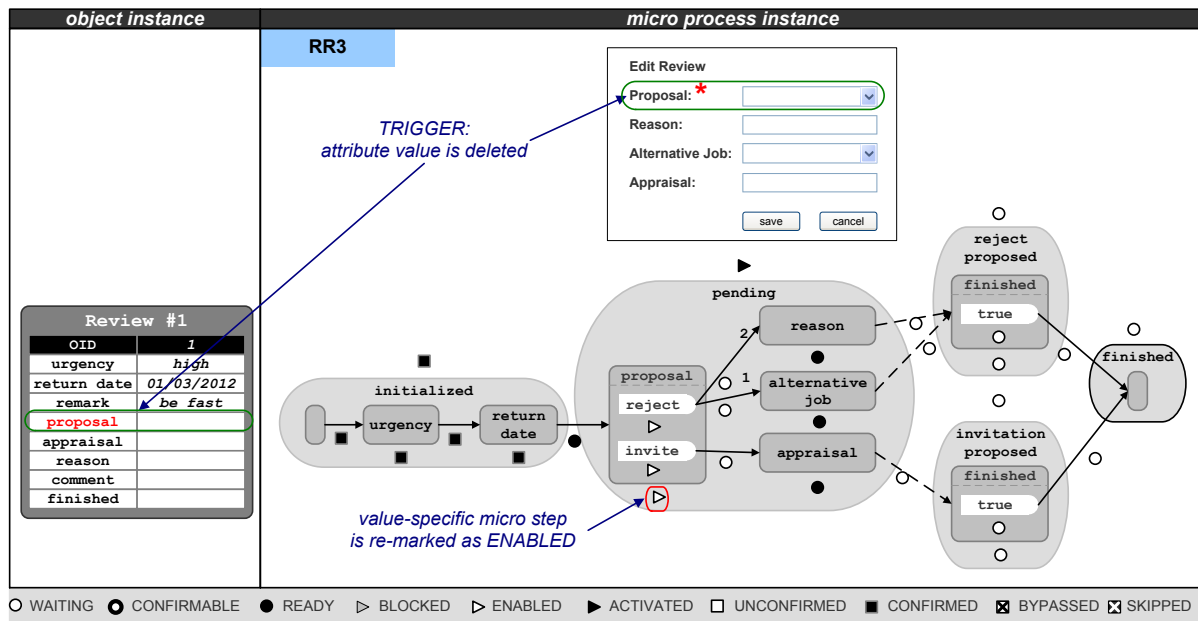 object instance
micro process instance
RR3
Edit Review
Proposal: *
Reason:
Alternative Job:
Appraisal:
save
cancel
TRIGGER:
attribute value is deleted
Review #1
OID 1
urgency high
return date 01/03/2012
remark be fast
proposal
appraisal
reason
comment
finished
initialized
urgency
return
date
pending
proposal
reject
invite
2
1
reason
alternative
job
appraisal
reject
proposed
finished
true
invitation
proposed
finished
true
finished
value-specific micro step
is re-marked as ENABLED
WAITING CONFIRMABLE READY BLOCKED ENABLED ACTIVATED UNCONFIRMED CONFIRMED BYPASSED SKIPPED